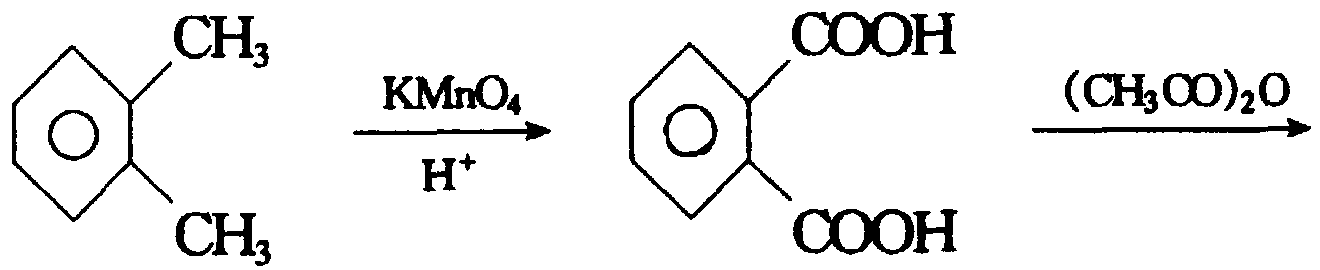 CH₃
COOH
KMnO₄
(CH₃CO)₂O
H⁺
CH₃
COOH